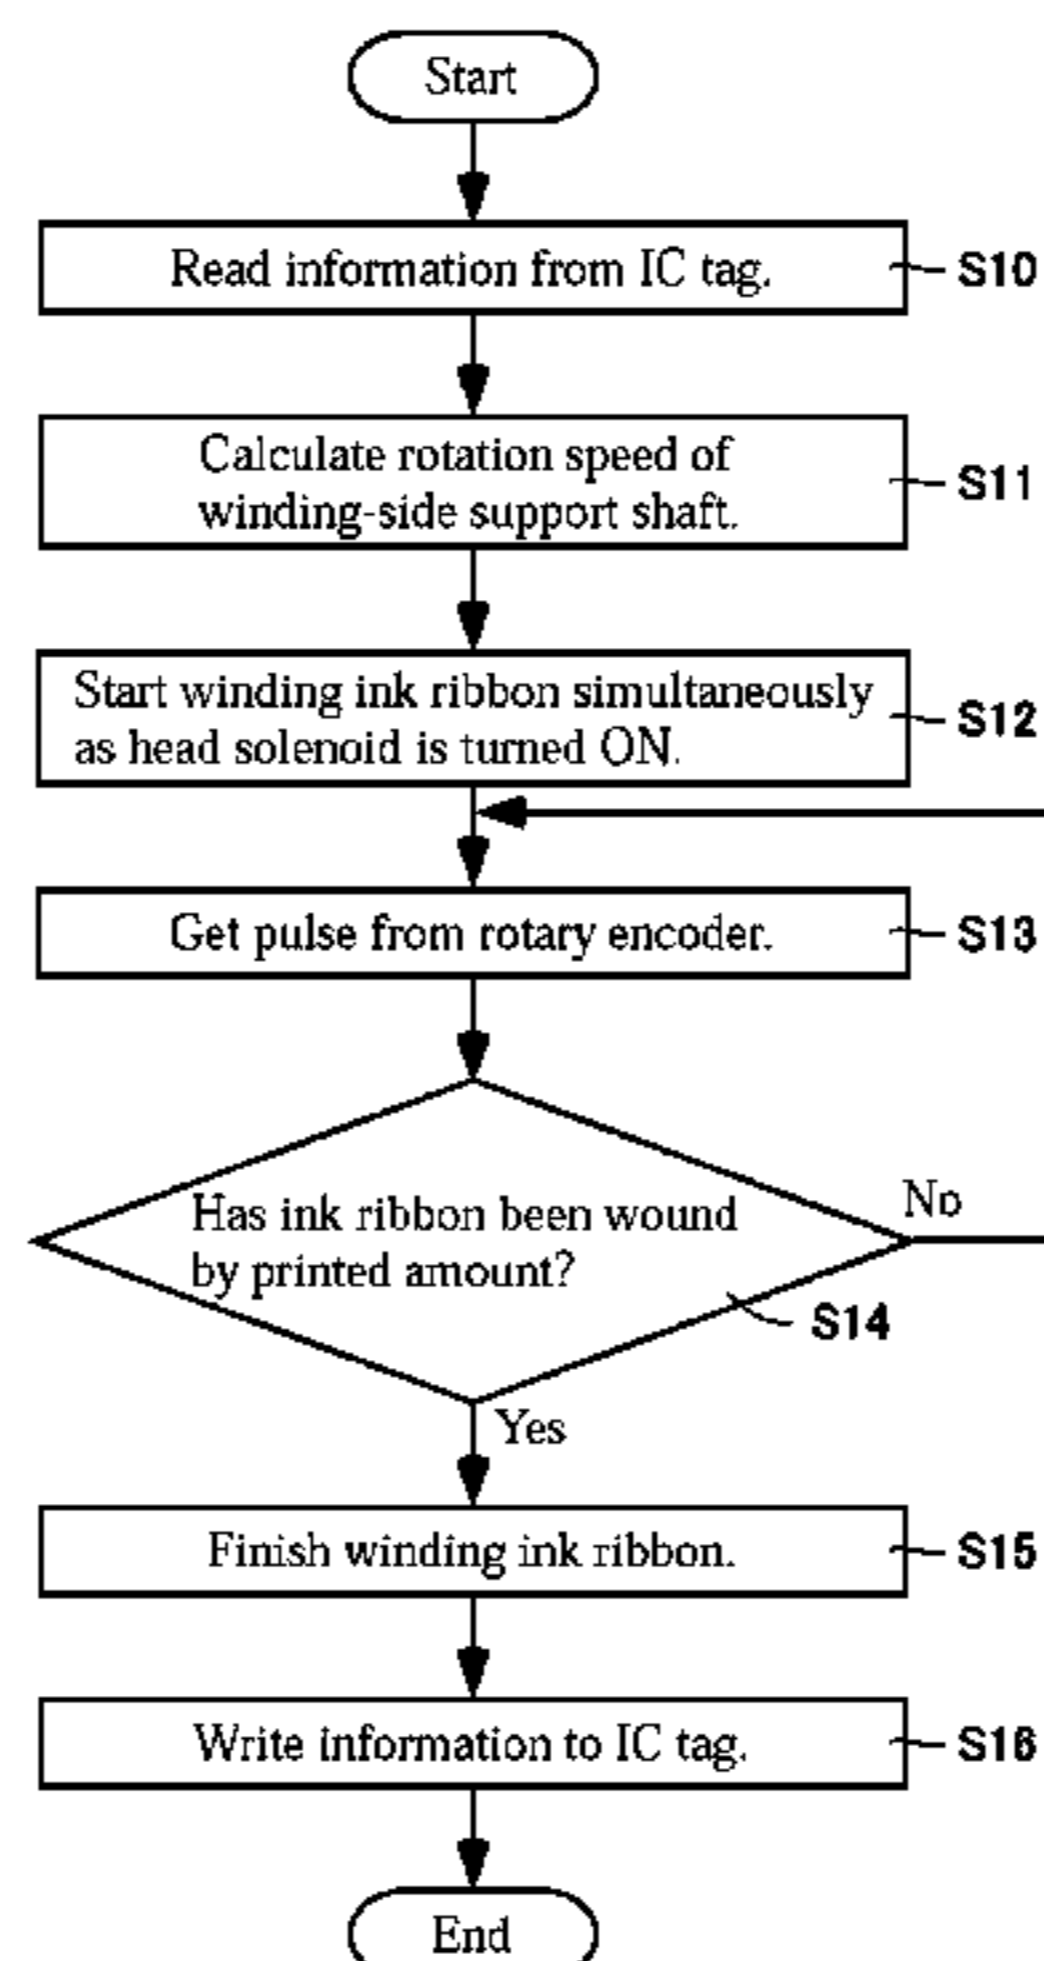 Start
Read information from IC tag.
S10
Calculate rotation speed of
winding-side support shaft.
S11
Start winding ink ribbon simultaneously
as head solenoid is turned ON.
S12
Get pulse from rotary encoder.
S13
Has ink ribbon been wound
by printed amount?
No
S14
Yes
Finish winding ink ribbon.
S15
Write information to IC tag.
S16
End